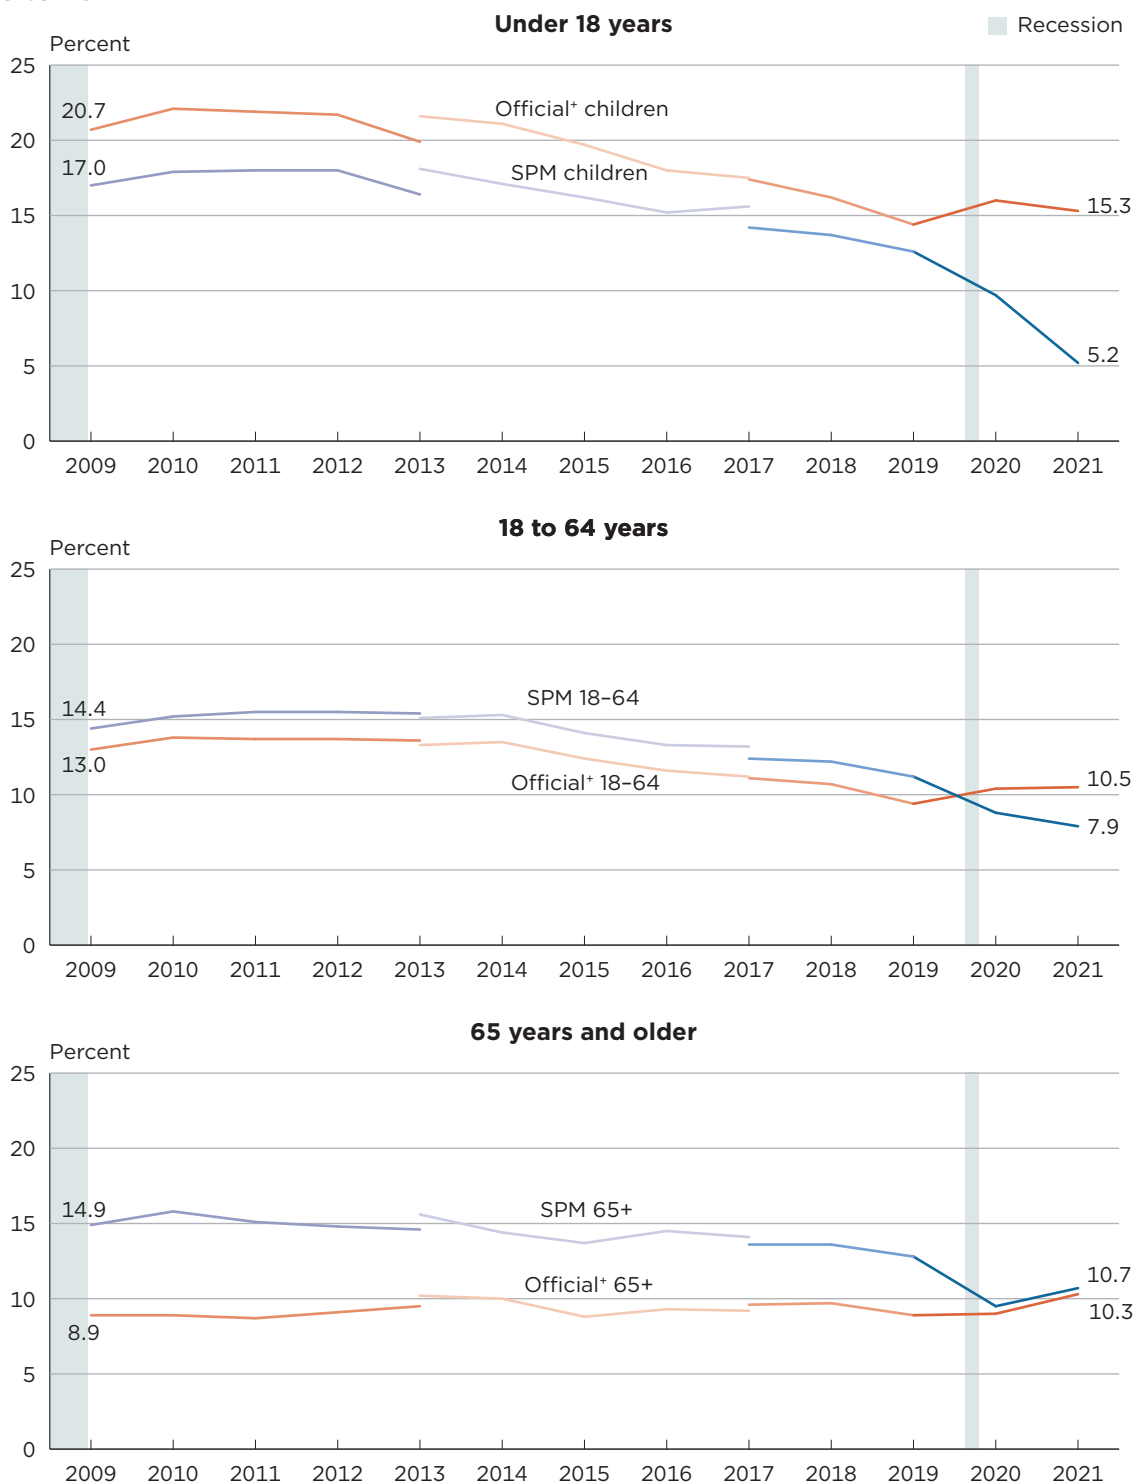 Under 18 years
Recession
Percent
25
20
15
10
5
0
20.7
17.0
Official⁺ children
SPM children
15.3
5.2
2009 2010 2011 2012 2013 2014 2015 2016 2017 2018 2019 2020 2021
18 to 64 years
Percent
25
20
15
10
5
0
14.4
13.0
SPM 18–64
Official⁺ 18–64
10.5
7.9
2009 2010 2011 2012 2013 2014 2015 2016 2017 2018 2019 2020 2021
65 years and older
Percent
25
20
15
10
5
0
14.9
8.9
SPM 65+
Official⁺ 65+
10.7
10.3
2009 2010 2011 2012 2013 2014 2015 2016 2017 2018 2019 2020 2021